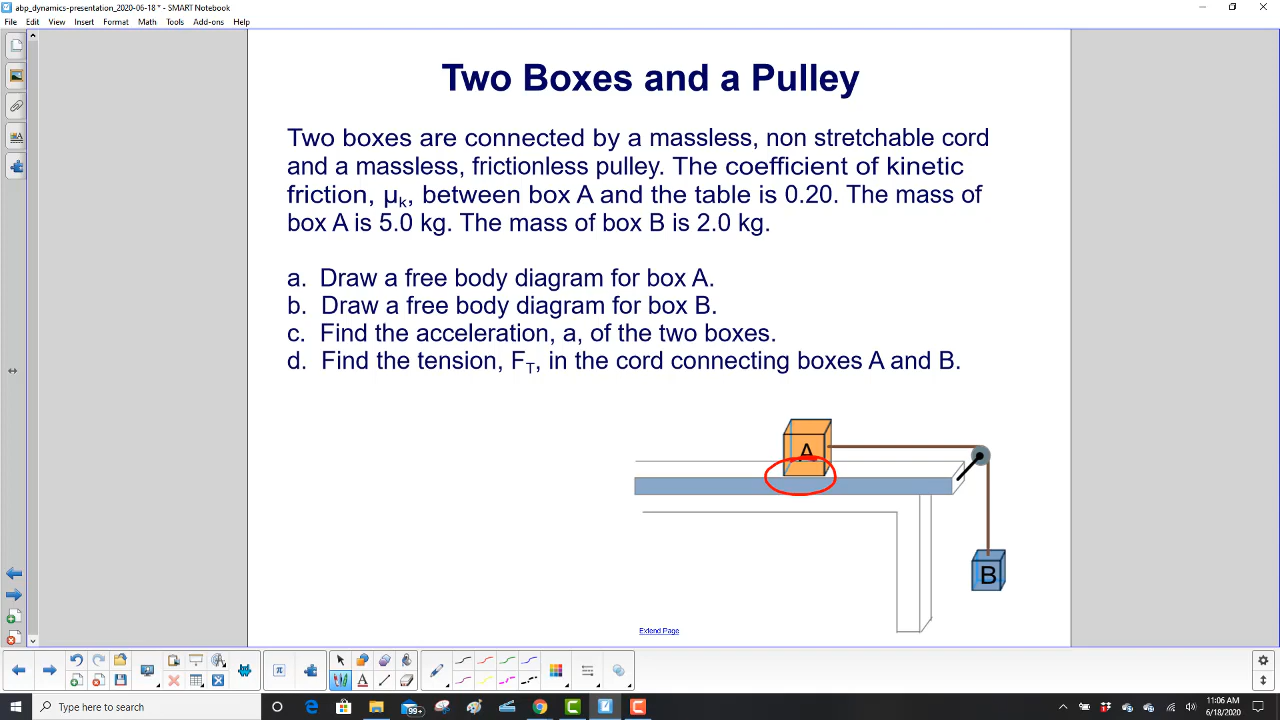 abp_dynamics-presentation_2020-06-18 * - SMART Notebook
File Edit View Insert Format Math Tools Add-ons Help
Two Boxes and a Pulley
Two boxes are connected by a massless, non stretchable cord
and a massless, frictionless pulley. The coefficient of kinetic
friction, μk, between box A and the table is 0.20. The mass of
box A is 5.0 kg. The mass of box B is 2.0 kg.
a. Draw a free body diagram for box A.
b. Draw a free body diagram for box B.
c. Find the acceleration, a, of the two boxes.
d. Find the tension, FT, in the cord connecting boxes A and B.
A
B
Extend Page
Type here to search
99+
11:06 AM
6/18/2020